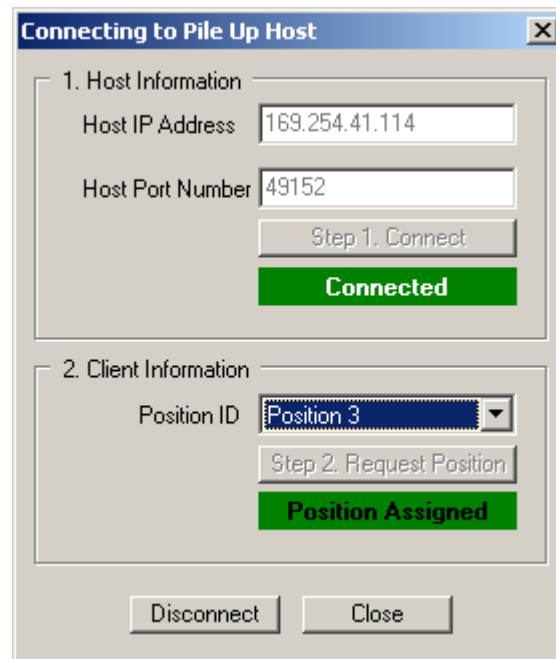 Connecting to Pile Up Host
1. Host Information
Host IP Address 169.254.41.114
Host Port Number 49152
Step 1. Connect
Connected
2. Client Information
Position ID Position 3
Step 2. Request Position
Position Assigned
Disconnect Close